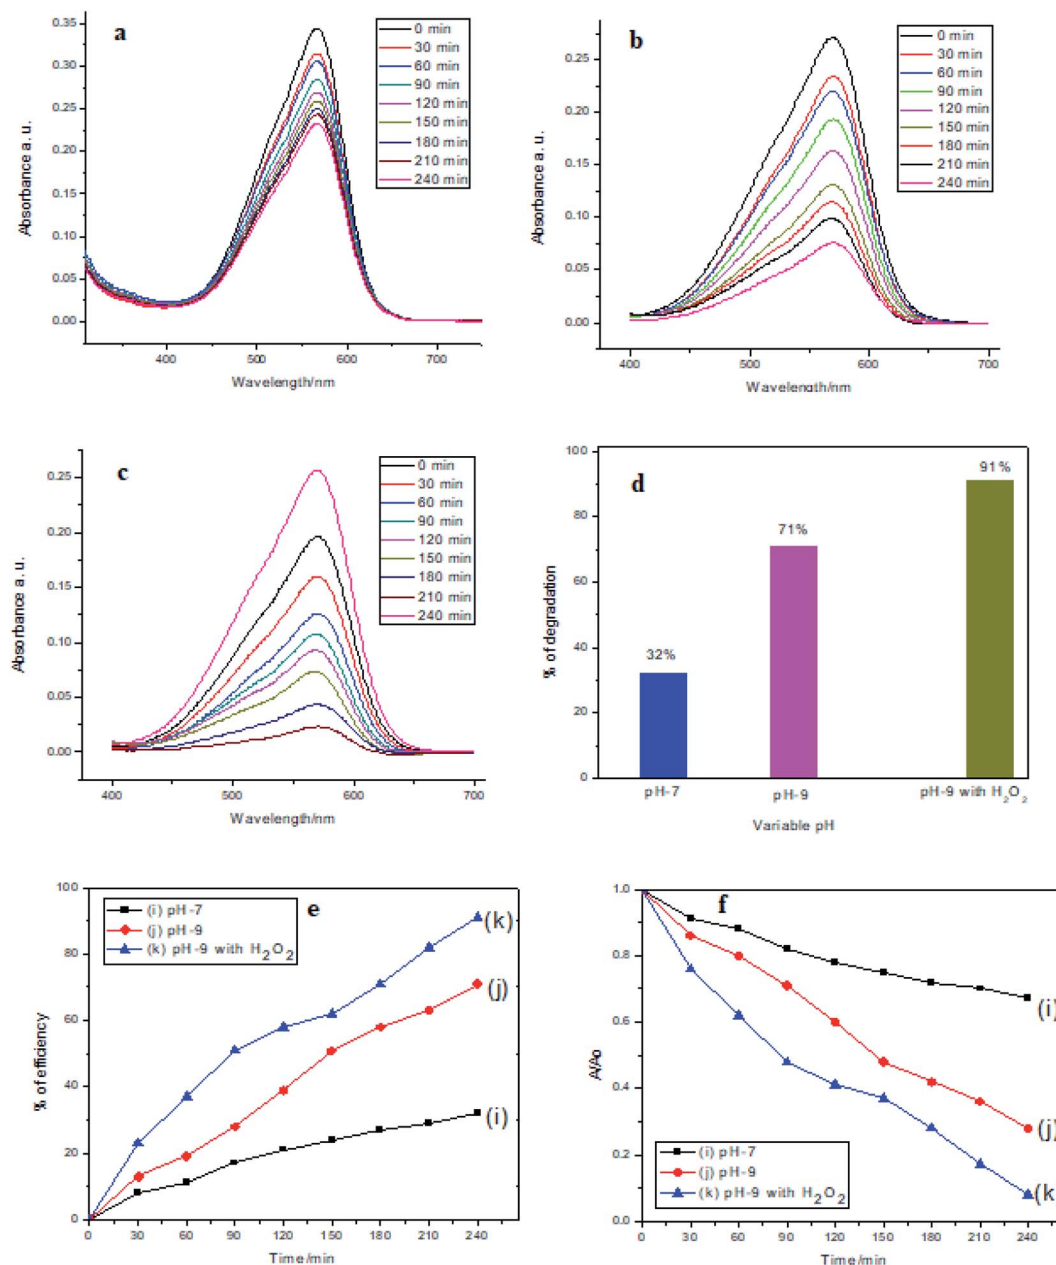 a
0 min
30 min
60 min
90 min
120 min
150 min
180 min
210 min
240 min
0.35
0.30
0.25
0.20
0.15
0.10
0.05
0.00
Absorbance a. u.
400 500 600 700
Wavelength/nm
b
0 min
30 min
60 min
90 min
120 min
150 min
180 min
210 min
240 min
0.25
0.20
0.15
0.10
0.05
0.00
Absorbance a. u.
400 500 600 700
Wavelength/nm
c
0 min
30 min
60 min
90 min
120 min
150 min
180 min
210 min
240 min
0.25
0.20
0.15
0.10
0.05
0.00
Absorbance a. u.
400 500 600 700
Wavelength/nm
d
100
80
60
40
20
0
% of degradation
32%
71%
91%
pH-7 pH-9 pH-9 with H₂O₂
Variable pH
e
(i) pH-7
(j) pH-9
(k) pH-9 with H₂O₂
100
80
60
40
20
0
% of efficiency
(k)
(j)
(i)
0 30 60 90 120 150 180 210 240
Time/min
f
1.0
0.8
0.6
0.4
0.2
0.0
A/Ao
(i)
(j)
(k
(i) pH-7
(j) pH-9
(k) pH-9 with H₂O₂
0 30 60 90 120 150 180 210 240
Time/min